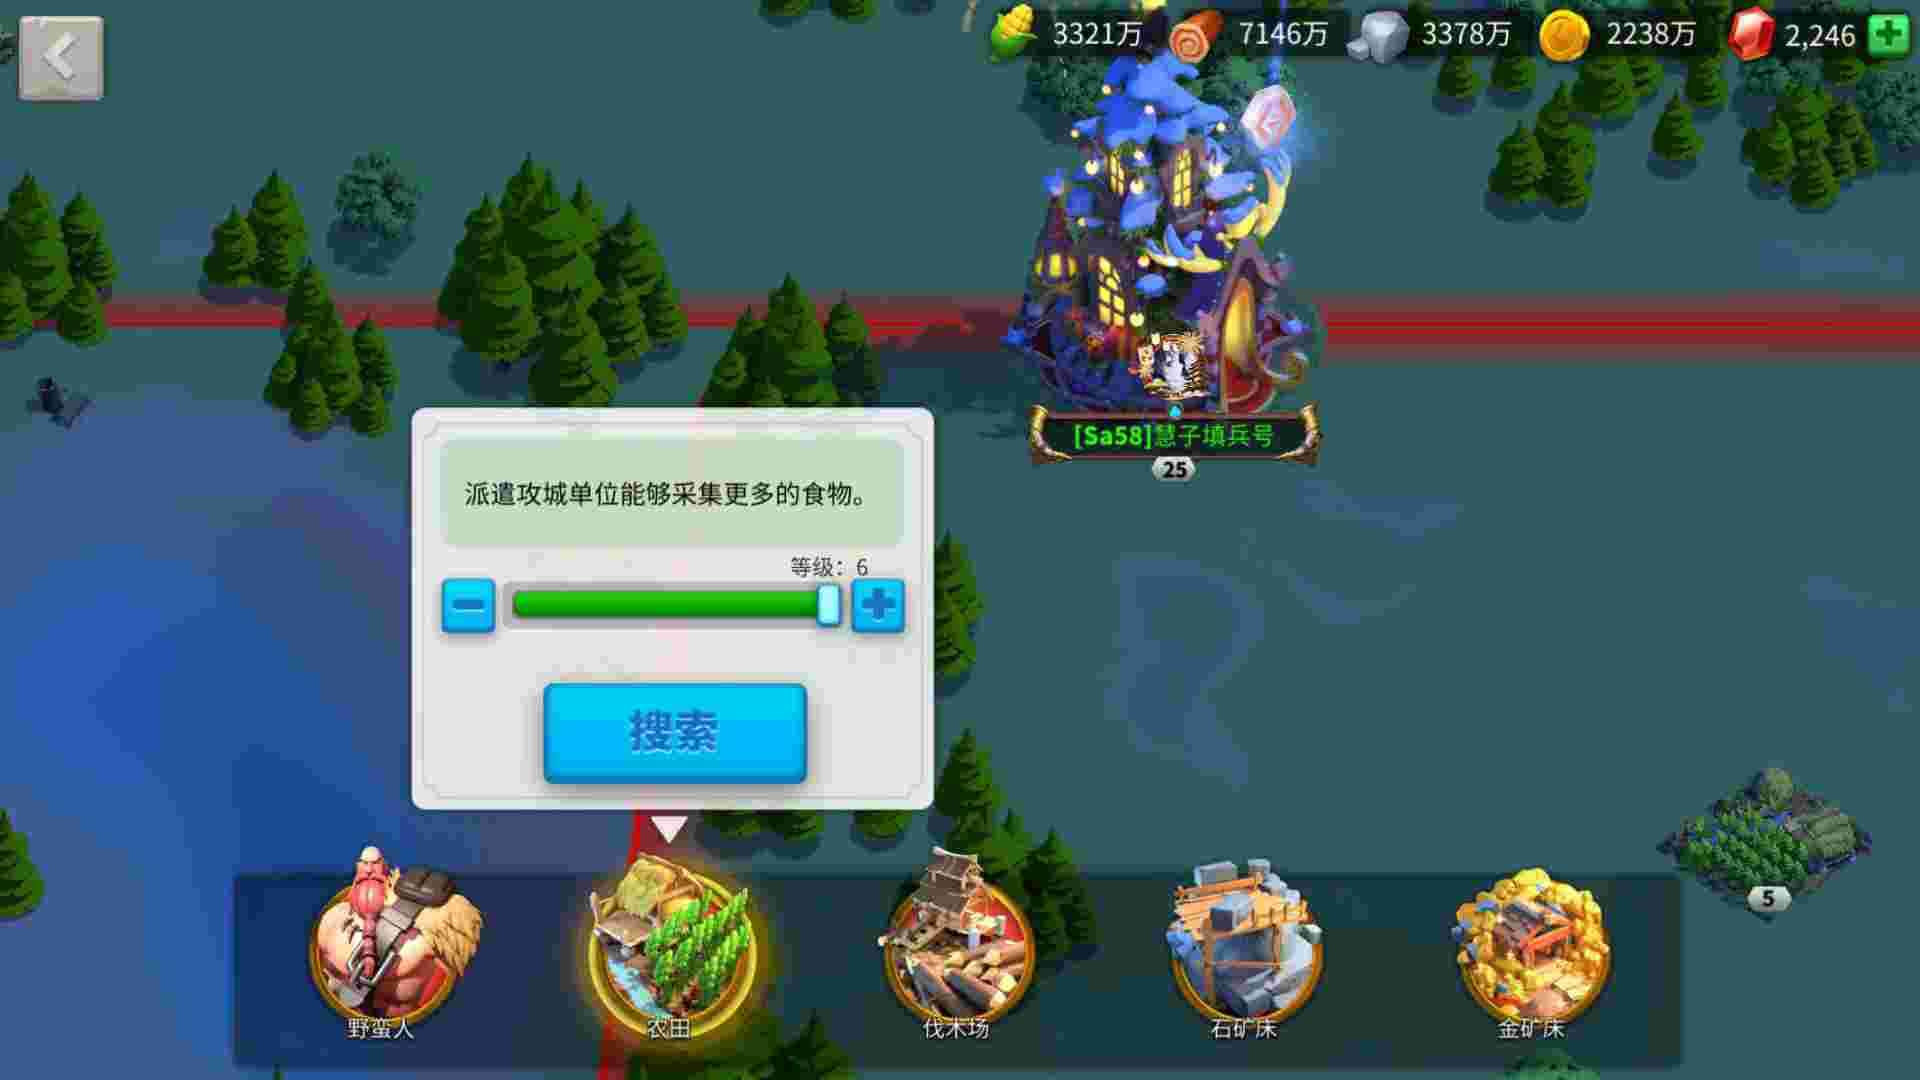 3321万 7146万 3378万 2238万 2,246
[Sa58]慧子填兵号
25
派遣攻城单位能够采集更多的食物。
等级：6
搜索
5
野蛮人 农田 伐木场 石矿床 金矿床